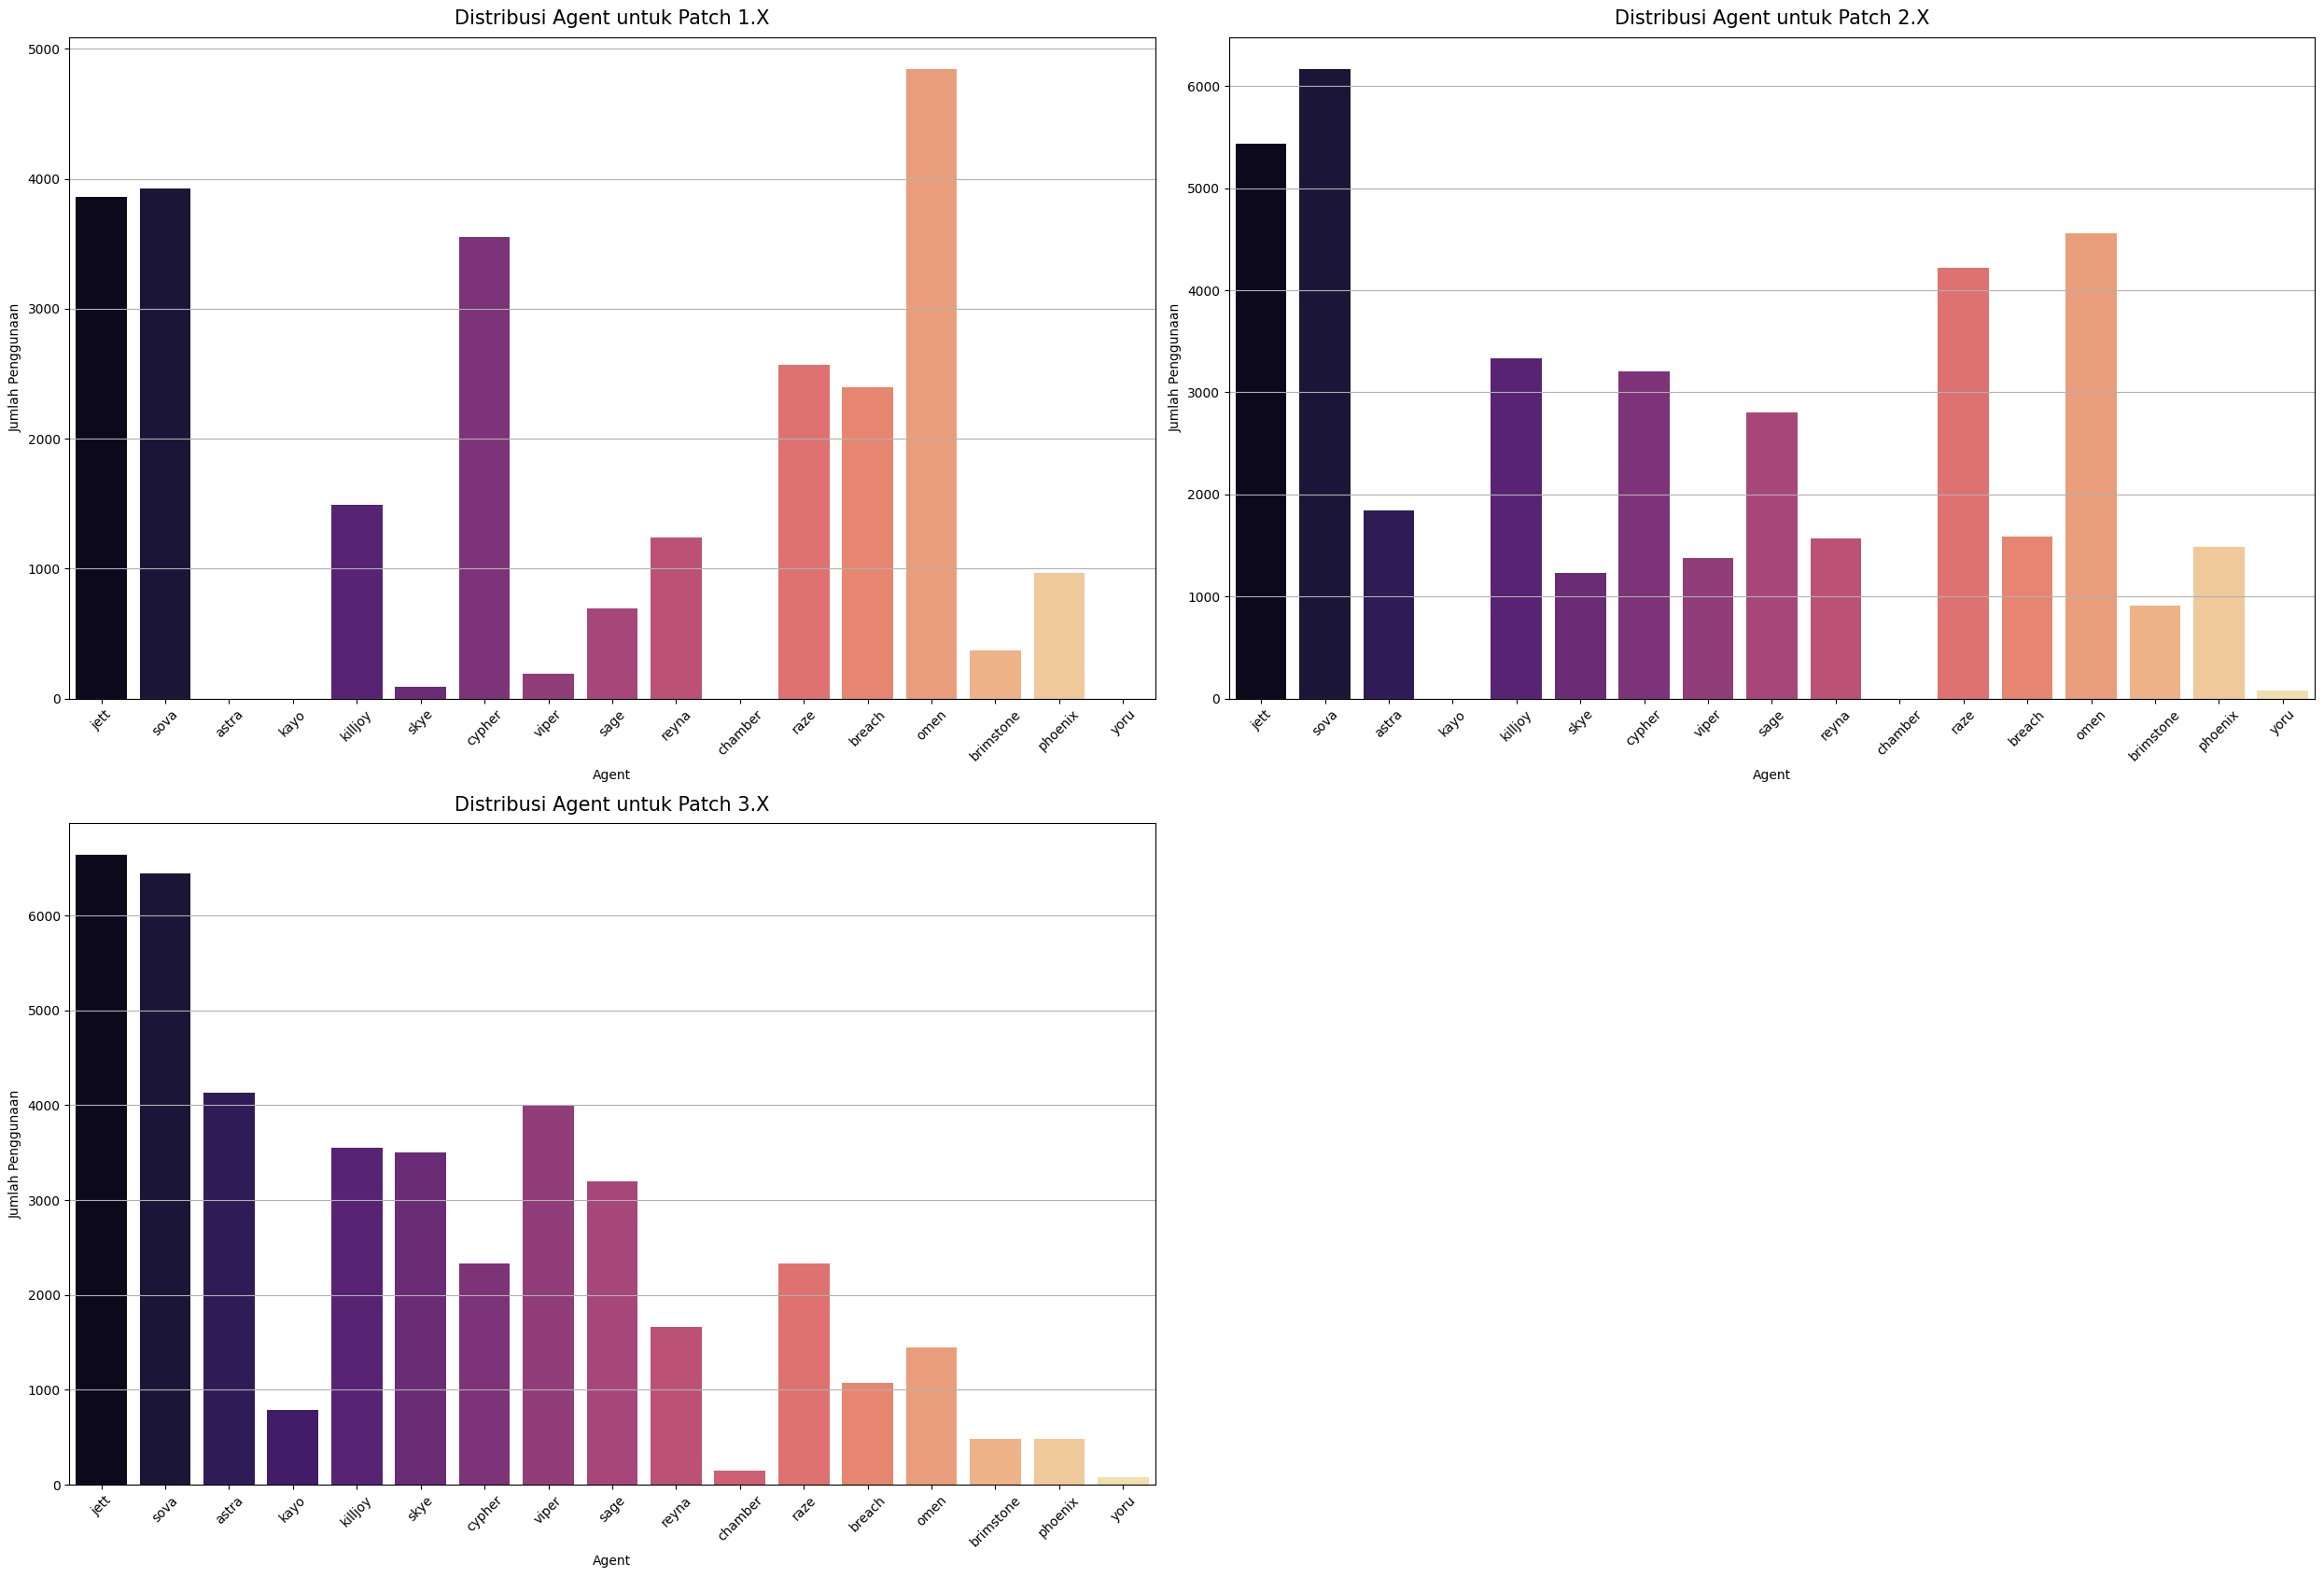 Distribusi Agent untuk Patch 1.X
5000
4000
3000
2000
1000
0
Jumlah Penggunaan
jett sova astra kayo killjoy skye cypher viper sage reyna chamber raze breach omen brimstone phoenix yoru
Agent
Distribusi Agent untuk Patch 2.X
6000
5000
4000
3000
2000
1000
0
Jumlah Penggunaan
jett sova astra kayo killjoy skye cypher viper sage reyna chamber raze breach omen brimstone phoenix yoru
Agent
Distribusi Agent untuk Patch 3.X
6000
5000
4000
3000
2000
1000
0
Jumlah Penggunaan
jett sova astra kayo killjoy skye cypher viper sage reyna chamber raze breach omen brimstone phoenix yoru
Agent